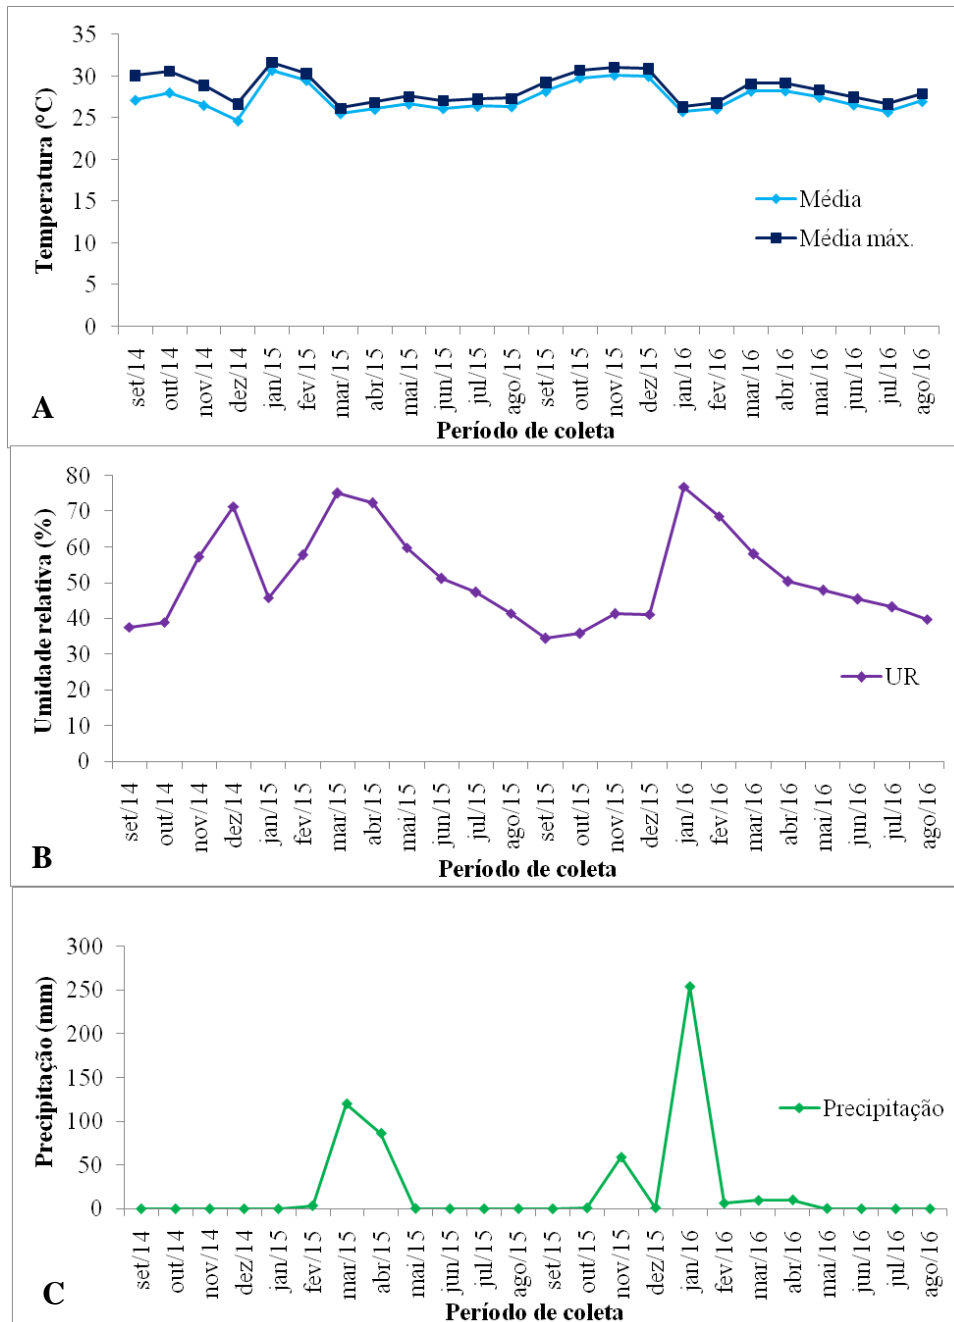 35
30
25
20
15
10
5
0
Temperatura (°C)
Média
Média máx.
set/14 out/14 nov/14 dez/14 jan/15 fev/15 mar/15 abr/15 mai/15 jun/15 jul/15 ago/15 set/15 out/15 nov/15 dez/15 jan/16 fev/16 mar/16 abr/16 mai/16 jun/16 jul/16 ago/16
A
Período de coleta
80
70
60
50
40
30
20
10
0
Umidade relativa (%)
UR
set/14 out/14 nov/14 dez/14 jan/15 fev/15 mar/15 abr/15 mai/15 jun/15 jul/15 ago/15 set/15 out/15 nov/15 dez/15 jan/16 fev/16 mar/16 abr/16 mai/16 jun/16 jul/16 ago/16
B
Período de coleta
300
250
200
150
100
50
0
Precipitação (mm)
Precipitação
set/14 out/14 nov/14 dez/14 jan/15 fev/15 mar/15 abr/15 mai/15 jun/15 jul/15 ago/15 set/15 out/15 nov/15 dez/15 jan/16 fev/16 mar/16 abr/16 mai/16 jun/16 jul/16 ago/16
C
Período de coleta